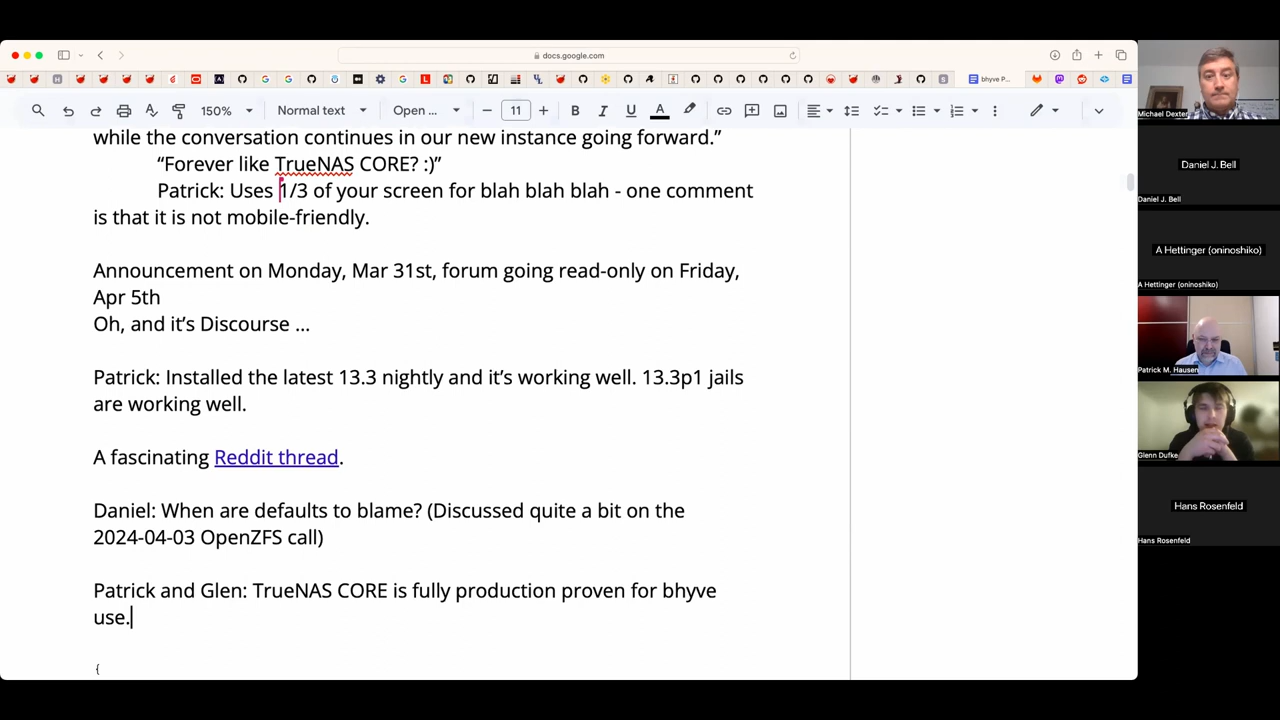 docs.google.com
bhyve P...
150%
Normal text
Open ...
11
while the conversation continues in our new instance going forward.”
“Forever like TrueNAS CORE? :)”
Patrick: Uses 1/3 of your screen for blah blah blah - one comment
is that it is not mobile-friendly.
Announcement on Monday, Mar 31st, forum going read-only on Friday,
Apr 5th
Oh, and it’s Discourse ...
Patrick: Installed the latest 13.3 nightly and it’s working well. 13.3p1 jails
are working well.
A fascinating Reddit thread.
Daniel: When are defaults to blame? (Discussed quite a bit on the
2024-04-03 OpenZFS call)
Patrick and Glen: TrueNAS CORE is fully production proven for bhyve
use.
{
Michael Dexter
Daniel J. Bell
Daniel J. Bell
A Hettinger (oninoshiko)
A Hettinger (oninoshiko)
Patrick M. Hausen
Glenn Dufke
Hans Rosenfeld
Hans Rosenfeld